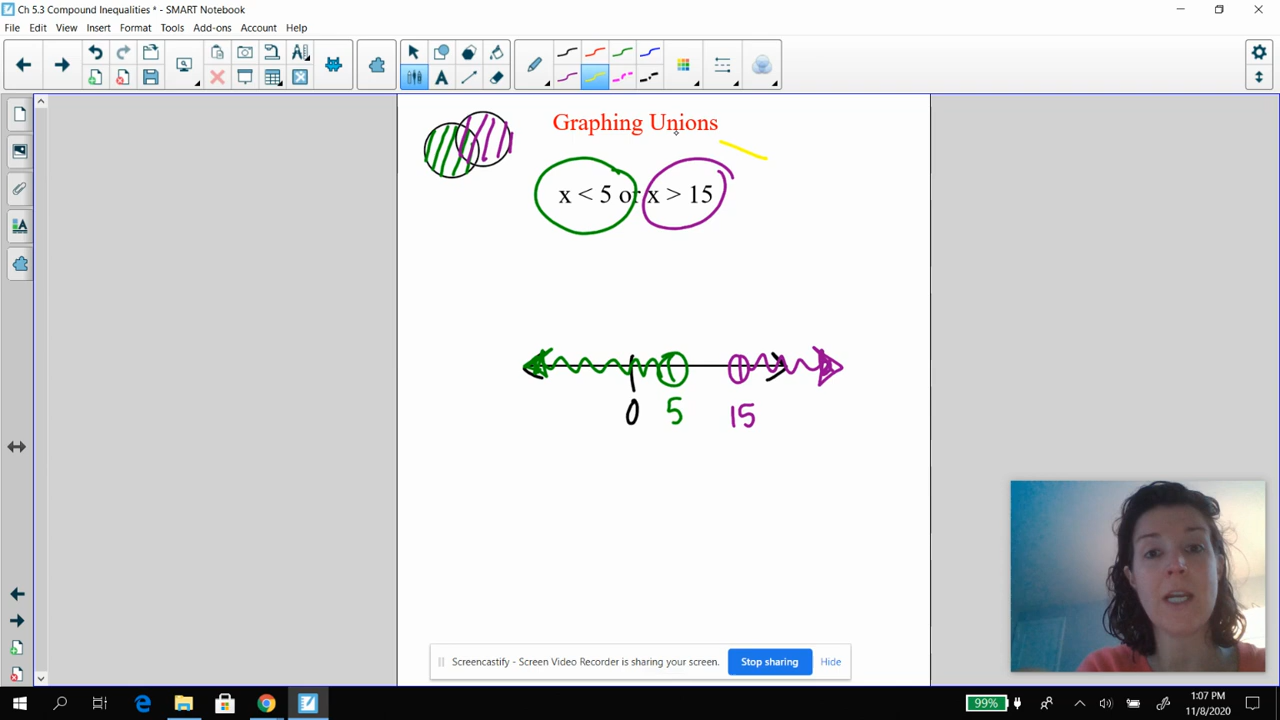 Ch 5.3 Compound Inequalities * - SMART Notebook
File Edit View Insert Format Tools Add-ons Account Help
Graphing Unions
x < 5 or x > 15
0 5 15
Screencastify - Screen Video Recorder is sharing your screen. Stop sharing Hide
99%
1:07 PM
11/8/2020